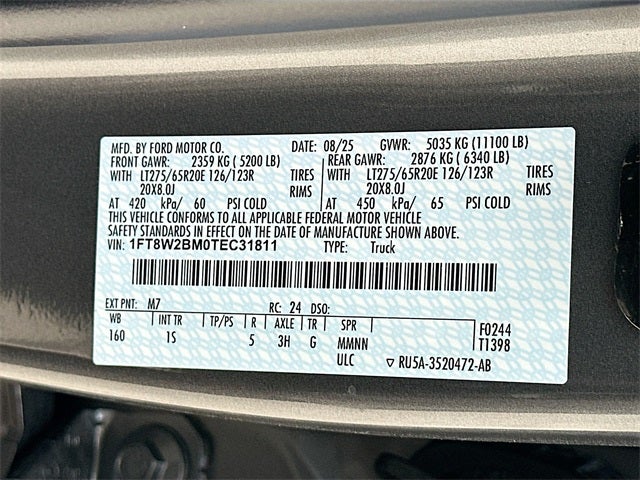 MFD. BY FORD MOTOR CO. DATE: 08/25 GVWR: 5035 KG (11100 LB)
FRONT GAWR: 2359 KG (5200 LB) REAR GAWR: 2876 KG (6340 LB)
WITH LT275/65R20E 126/123R TIRES WITH LT275/65R20E 126/123R TIRES
20X8.0J RIMS 20X8.0J RIMS
AT 420 kPa/ 60 PSI COLD AT 450 kPa/ 65 PSI COLD
THIS VEHICLE CONFORMS TO ALL APPLICABLE FEDERAL MOTOR VEHICLE
SAFETY STANDARDS IN EFFECT ON THE DATE OF MANUFACTURE SHOWN ABOVE.
VIN: 1FT8W2BM0TEC31811 TYPE: Truck
EXT PNT: M7 RC: 24 DSO:
WB INT TR TP/PS R AXLE TR SPR F0244
160 1S 5 3H G MMNN T1398
ULC RU5A-3520472-AB